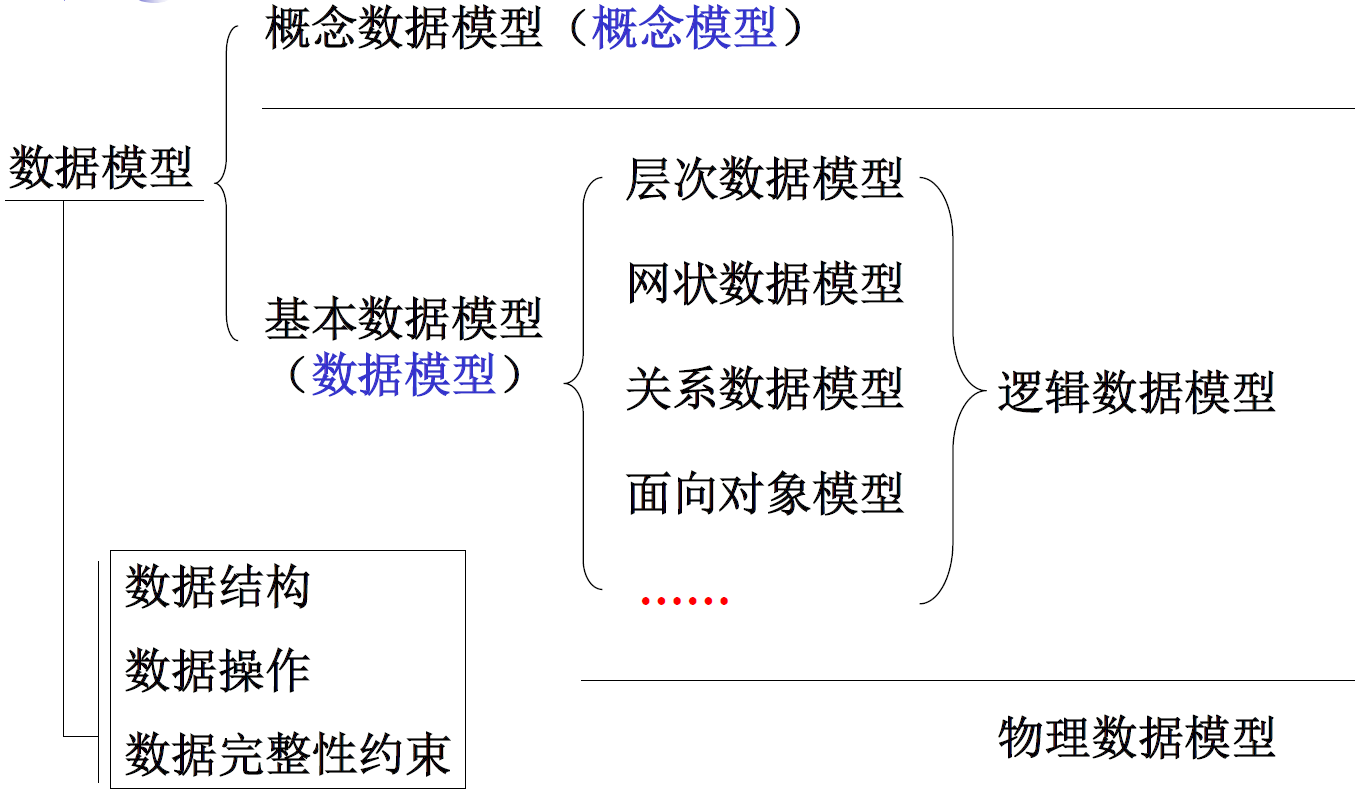 概念数据模型（概念模型）
数据模型
基本数据模型
（数据模型）
层次数据模型
网状数据模型
关系数据模型
面向对象模型
······
逻辑数据模型
数据结构
数据操作
数据完整性约束
物理数据模型